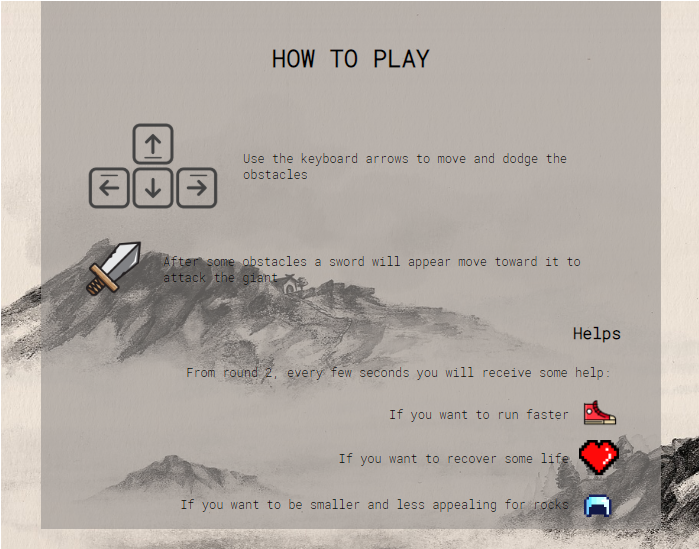 HOW TO PLAY
Use the keyboard arrows to move and dodge the
obstacles
After some obstacles a sword will appear move toward it to
attack the giant
Helps
From round 2, every few seconds you will receive some help:
If you want to run faster
If you want to recover some life
If you want to be smaller and less appealing for rocks